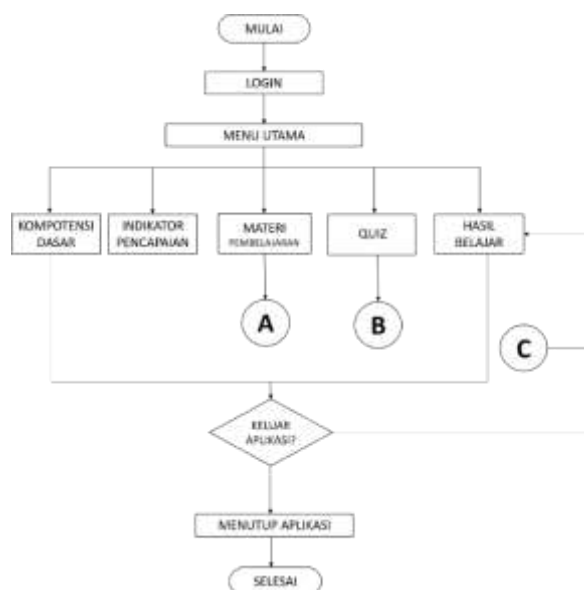 MULAI
LOGIN
MENU UTAMA
KOMPOTENSI
DASAR
INDIKATOR
PENCAPAIAN
MATERI
PEMBELAJARAN
QUIZ
HASIL
BELAJAR
A
B
C
KELUAR
APLIKASI?
MENUTUP APLIKASI
SELESAI